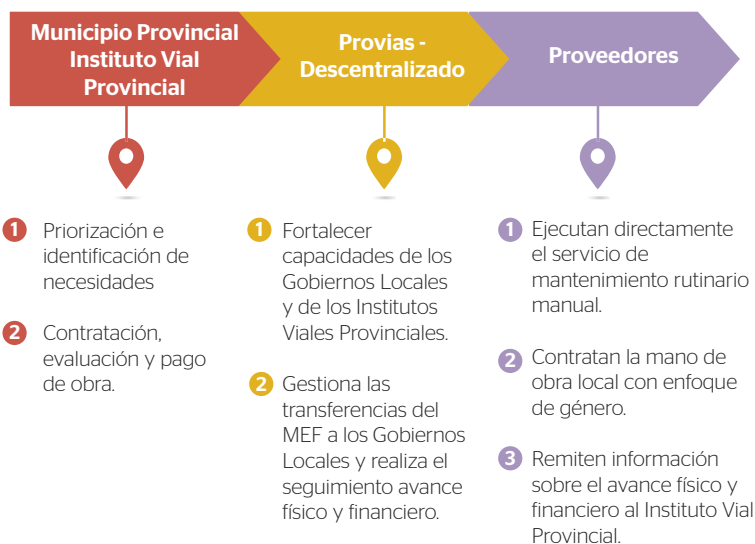 Municipio Provincial
Instituto Vial
Provincial
Provias -
Descentralizado
Proveedores
1 Priorización e
identificación de
necesidades
2 Contratación,
evaluación y pago
de obra.
1 Fortalecer
capacidades de los
Gobiernos Locales
y de los Institutos
Viales Provinciales.
2 Gestiona las
transferencias del
MEF a los Gobiernos
Locales y realiza el
seguimiento avance
físico y financiero.
1 Ejecutan directamente
el servicio de
mantenimiento rutinario
manual.
2 Contratan la mano de
obra local con enfoque
de género.
3 Remiten información
sobre el avance físico y
financiero al Instituto Vial
Provincial.